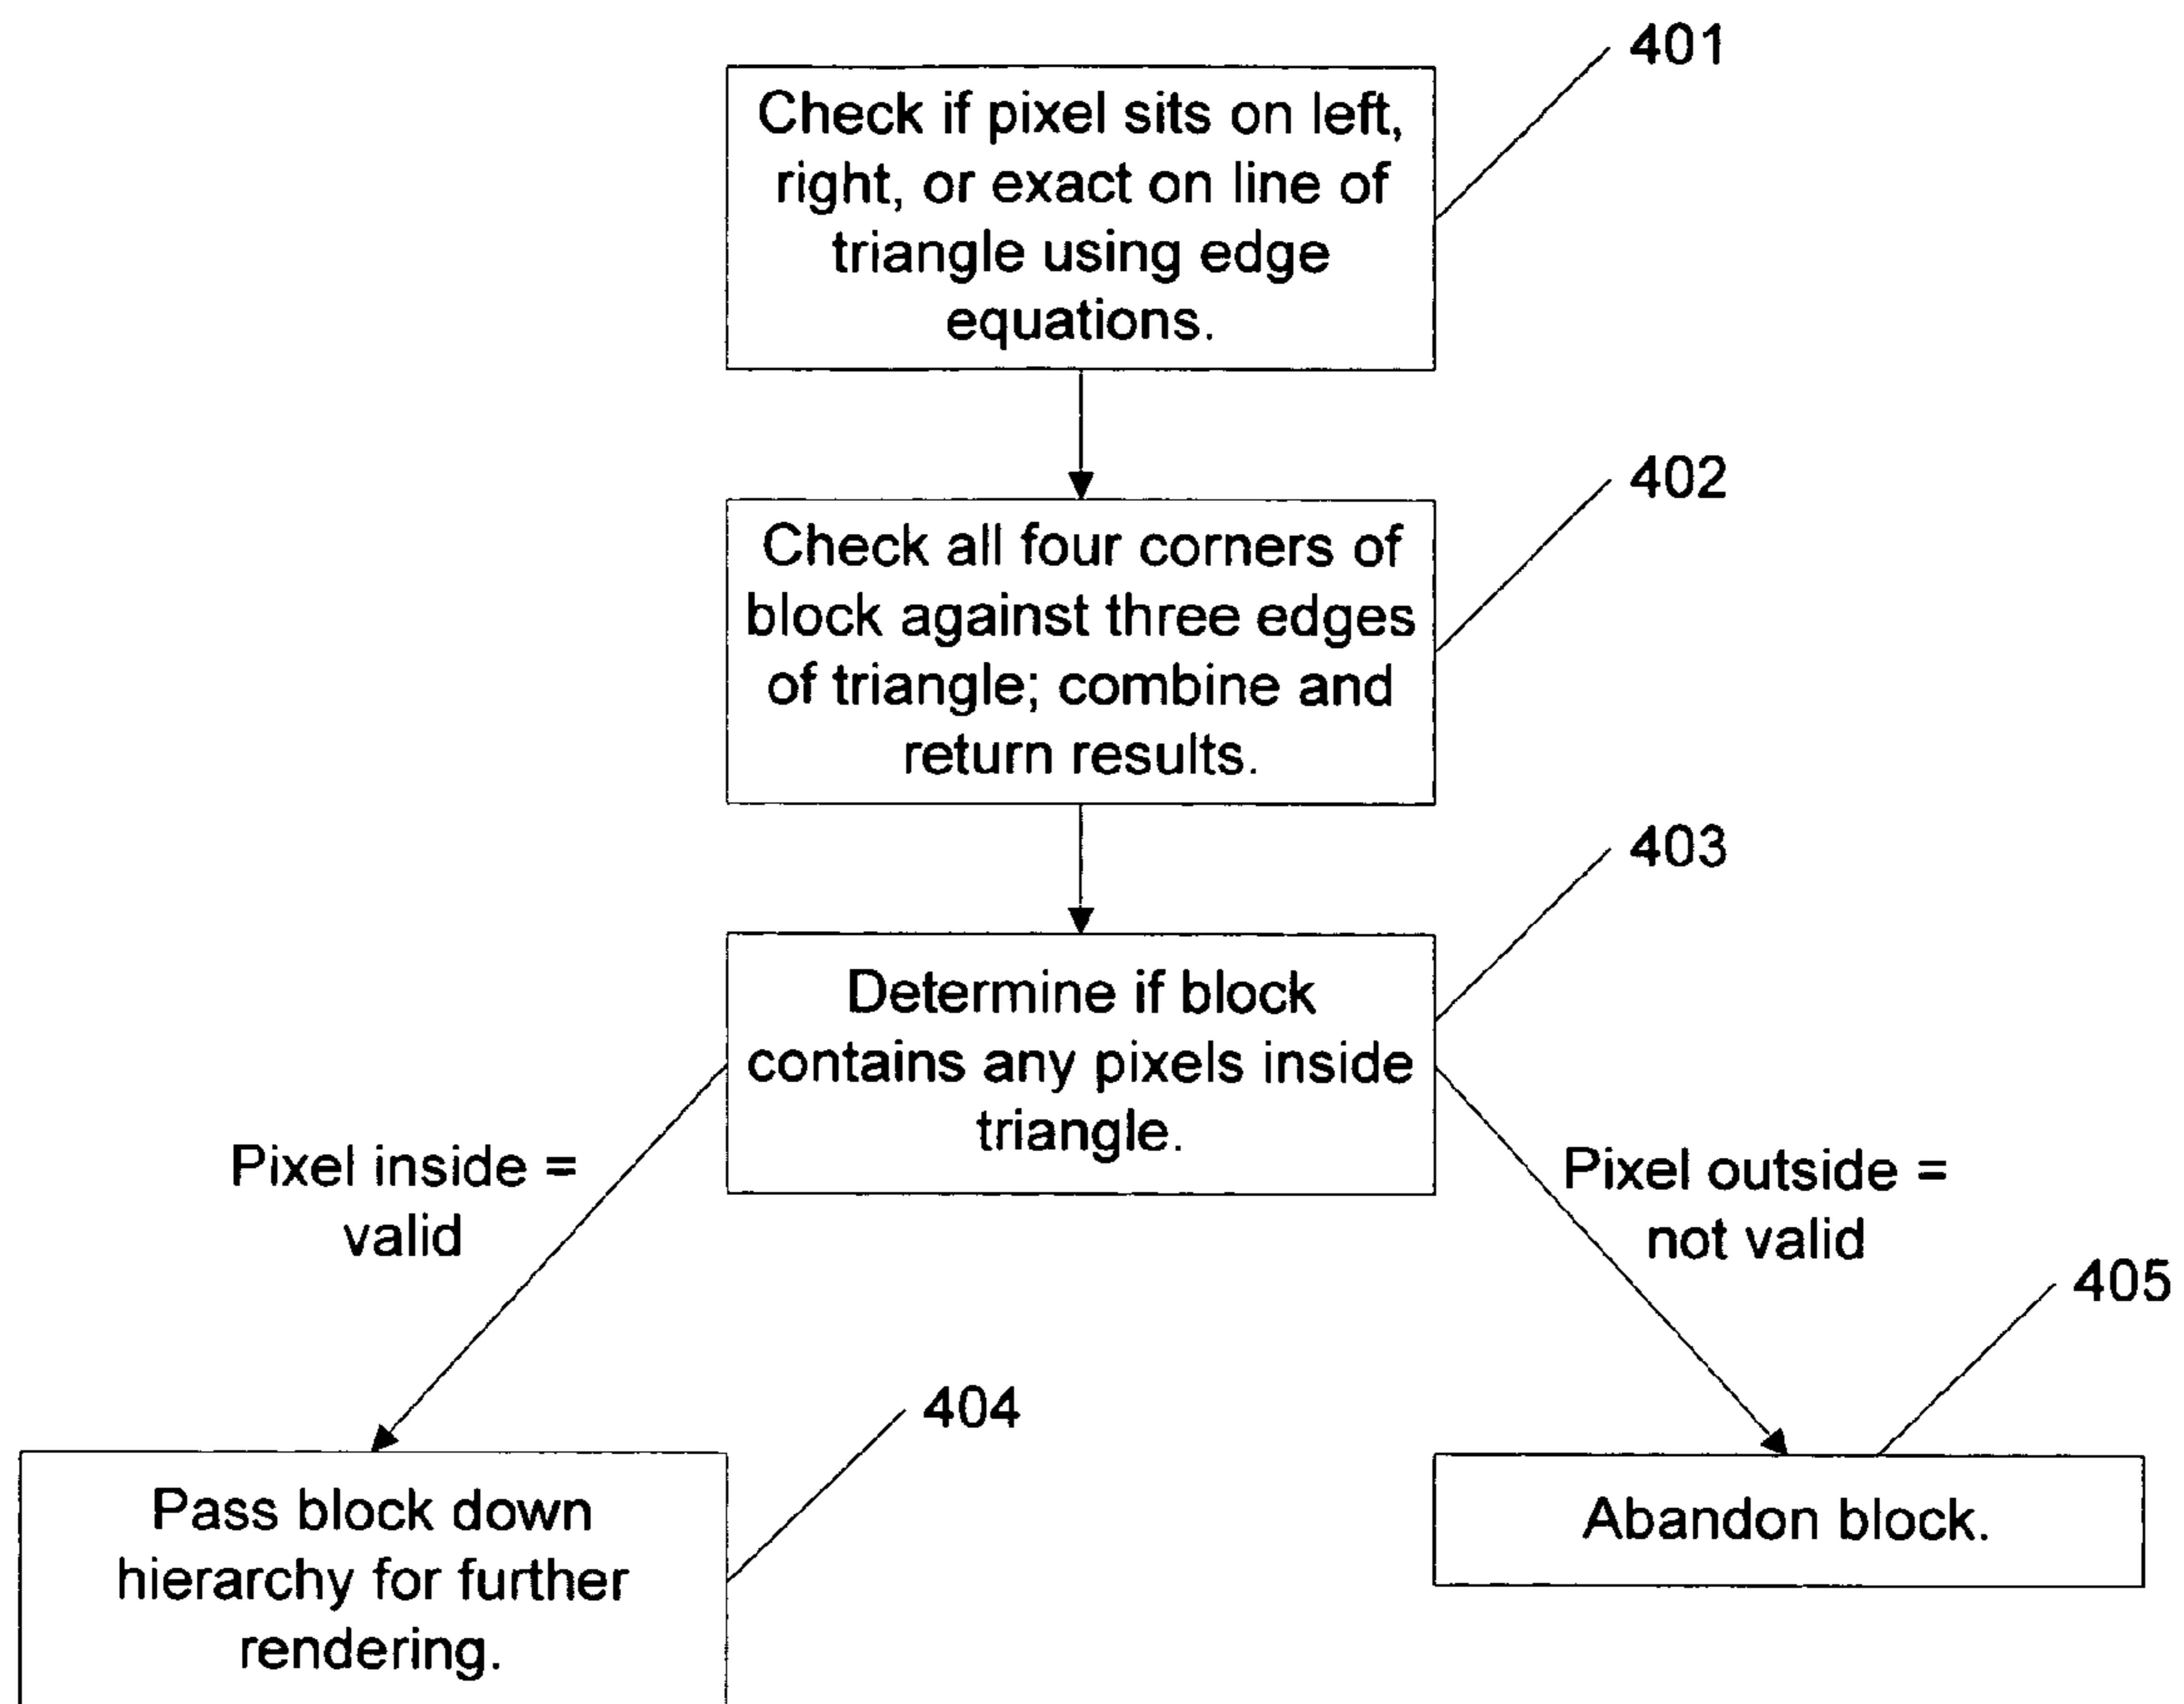 401
Check if pixel sits on left,
right, or exact on line of
triangle using edge
equations.
402
Check all four corners of
block against three edges
of triangle; combine and
return results.
403
Determine if block
contains any pixels inside
triangle.
Pixel inside =
valid
Pixel outside =
not valid
405
404
Pass block down
hierarchy for further
rendering.
Abandon block.